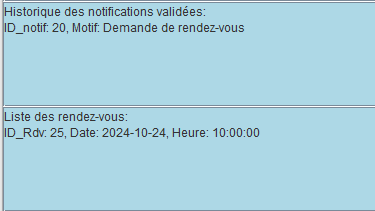 Historique des notifications validées:
ID_notif: 20, Motif: Demande de rendez-vous
Liste des rendez-vous:
ID_Rdv: 25, Date: 2024-10-24, Heure: 10:00:00